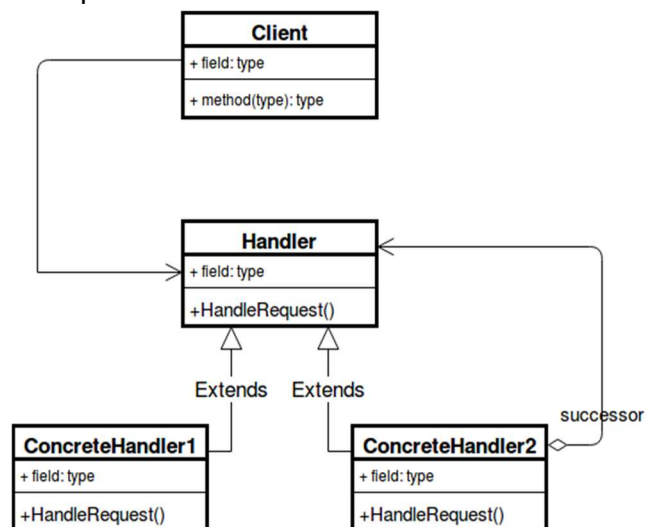 Client
+ field: type
+ method(type): type
Handler
+ field: type
+HandleRequest()
Extends
Extends
successor
ConcreteHandler1
+ field: type
+HandleRequest()
ConcreteHandler2
+ field: type
+HandleRequest()